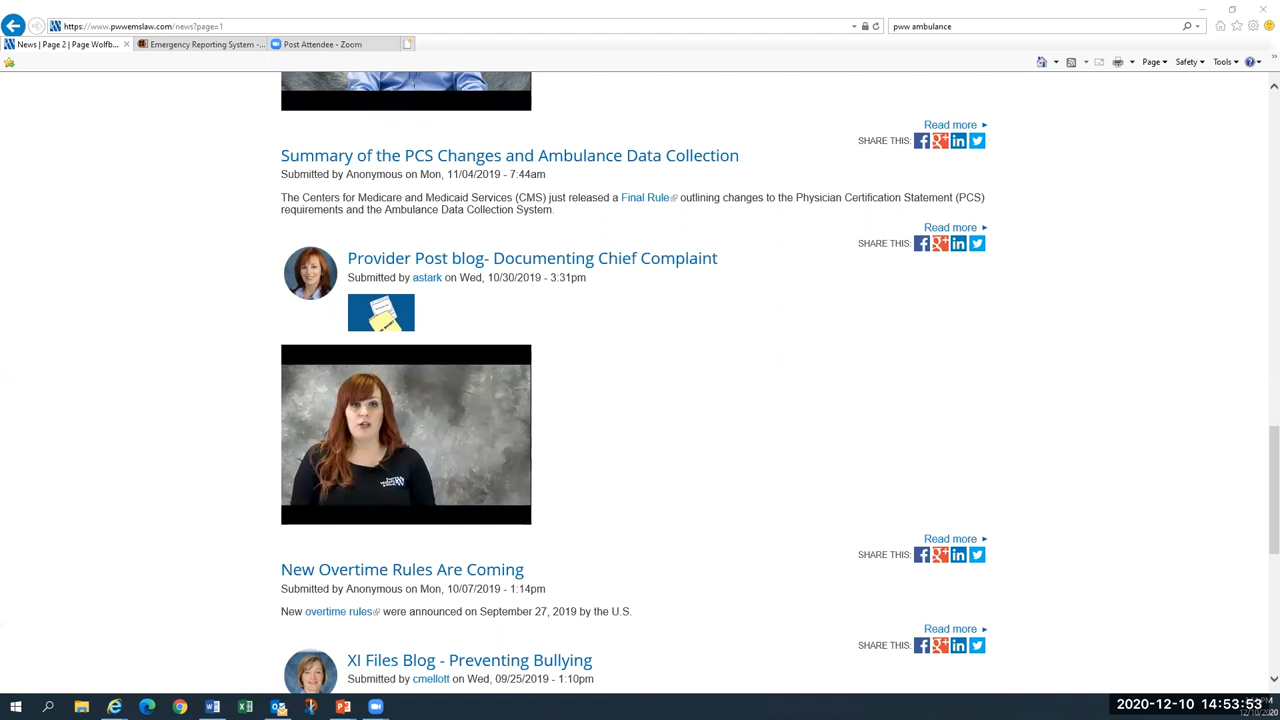 https://www.pwwemslaw.com/news?page=1
pww ambulance
News | Page 2 | Page Wolfb...
Emergency Reporting System -...
Post Attendee - Zoom
Page
Safety
Tools
Read more
SHARE THIS:
Summary of the PCS Changes and Ambulance Data Collection
Submitted by Anonymous on Mon, 11/04/2019 - 7:44am
The Centers for Medicare and Medicaid Services (CMS) just released a Final Rule outlining changes to the Physician Certification Statement (PCS)
requirements and the Ambulance Data Collection System.
Read more
SHARE THIS:
Provider Post blog- Documenting Chief Complaint
Submitted by astark on Wed, 10/30/2019 - 3:31pm
Read more
SHARE THIS:
New Overtime Rules Are Coming
Submitted by Anonymous on Mon, 10/07/2019 - 1:14pm
New overtime rules were announced on September 27, 2019 by the U.S.
Read more
SHARE THIS:
XI Files Blog - Preventing Bullying
Submitted by cmellott on Wed, 09/25/2019 - 1:10pm
2020-12-10 14:53:53